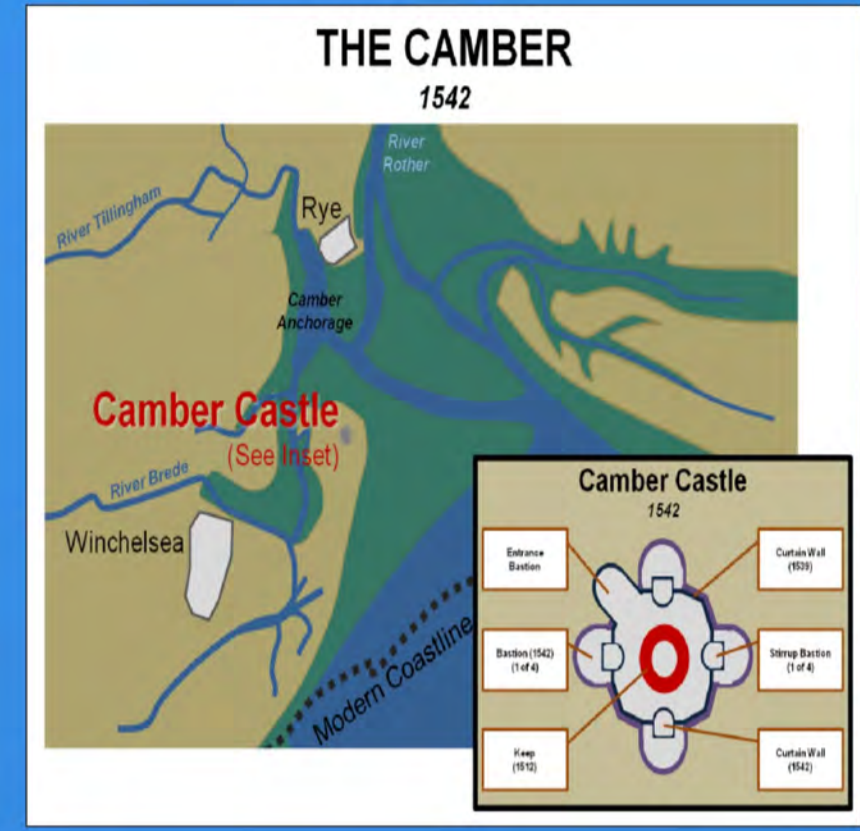 THE CAMBER
1542
River
Rother
River Tillingham
Rye
Camber
Anchorage
Camber Castle
(See Inset)
River Brede
Winchelsea
Modern Coastline
Camber Castle
1542
Entrance
Bastion
Curtain Wall
(1539)
Bastion (1542)
(1 of 4)
Stirrup Bastion
(1 of 4)
Keep
(1512)
Curtain Wall
(1542)